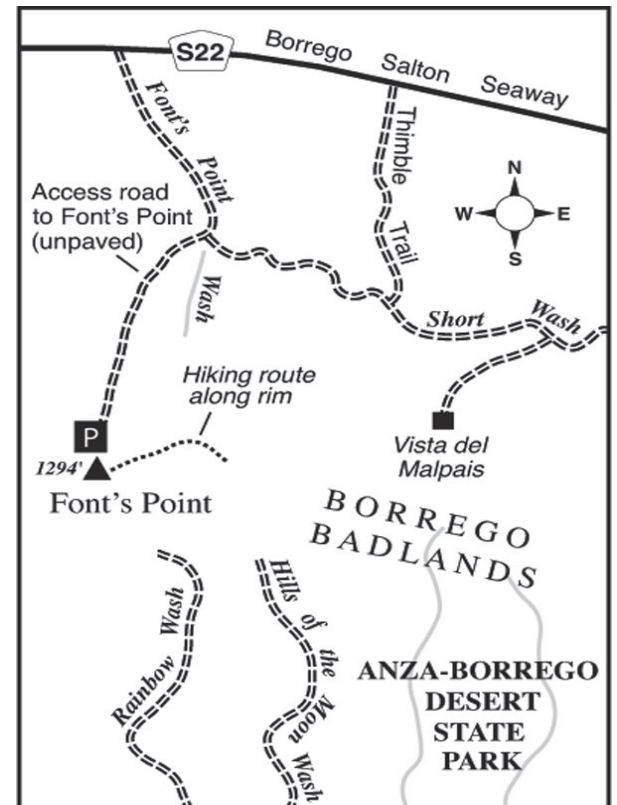 S22
Borrego Salton Seaway
Font's Point
Wash
Thimble Trail
Access road
to Font's Point
(unpaved)
N
W E
S
Short Wash
Hiking route
along rim
P
1294'
Font's Point
Vista del
Malpais
BORREGO
BADLANDS
Rainbow Wash
Hills of the Moon Wash
ANZA-BORREGO
DESERT
STATE
PARK